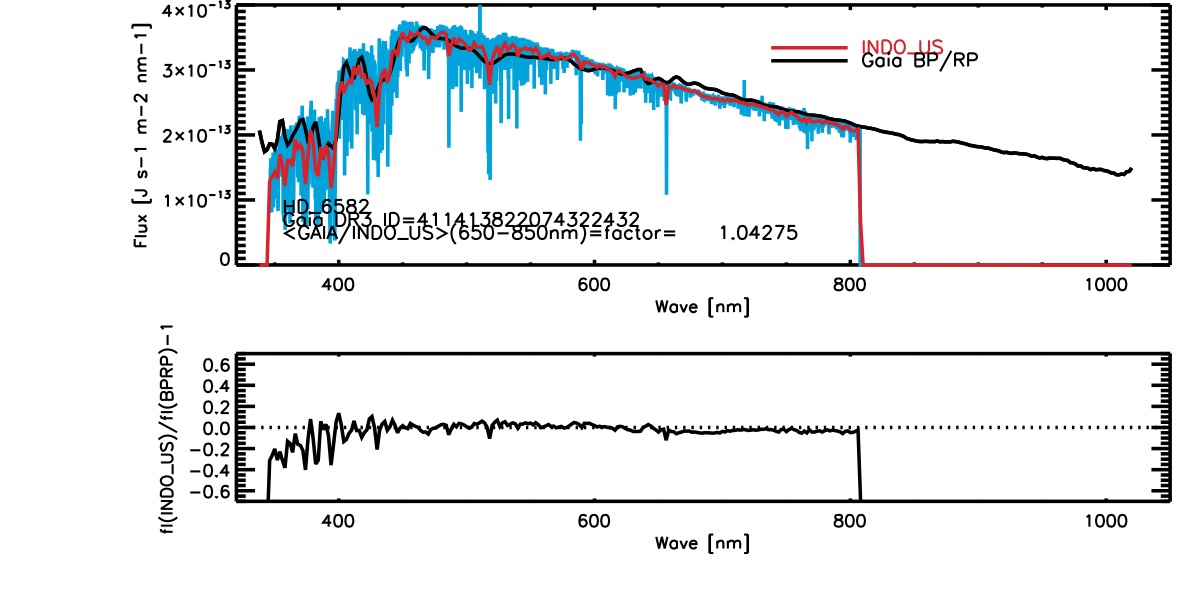 4×10−13
3×10−13
2×10−13
1×10−13
0
Flux [J s−1 m−2 nm−1]
INDO_US
Gaia BP/RP
HD_6582
Gaia DR3 ID=411413822074322432
<GAIA/INDO_US>(650−850nm)=factor= 1.04275
400 600 800 1000
Wave [nm]
fl(INDO_US)/fl(BPRP)−1
0.6
0.4
0.2
0.0
−0.2
−0.4
−0.6
400 600 800 1000
Wave [nm]